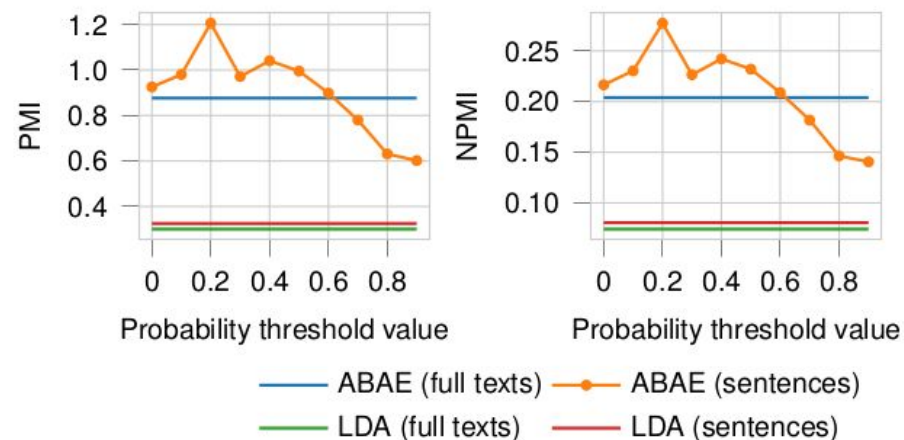 PMI
1.2
1.0
0.8
0.6
0.4
0 0.2 0.4 0.6 0.8
Probability threshold value
NPMI
0.25
0.20
0.15
0.10
0 0.2 0.4 0.6 0.8
Probability threshold value
ABAE (full texts) ABAE (sentences)
LDA (full texts) LDA (sentences)